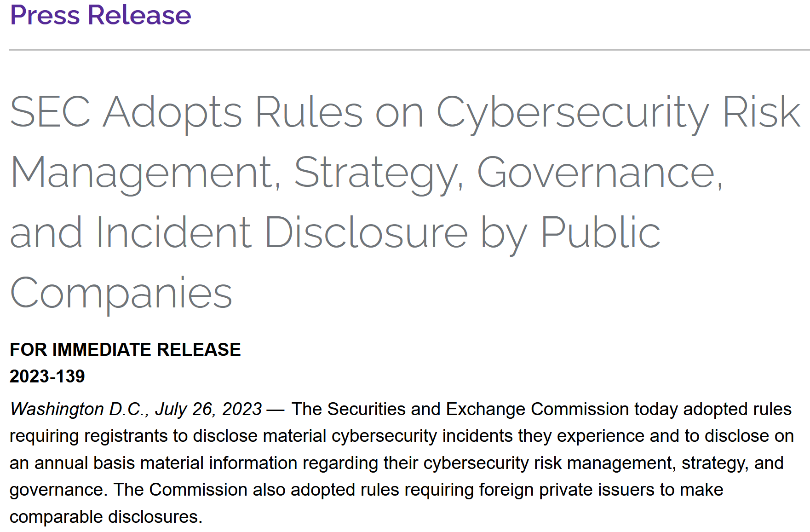 Press Release
SEC Adopts Rules on Cybersecurity Risk
Management, Strategy, Governance,
and Incident Disclosure by Public
Companies
FOR IMMEDIATE RELEASE
2023-139
Washington D.C., July 26, 2023 — The Securities and Exchange Commission today adopted rules
requiring registrants to disclose material cybersecurity incidents they experience and to disclose on
an annual basis material information regarding their cybersecurity risk management, strategy, and
governance. The Commission also adopted rules requiring foreign private issuers to make
comparable disclosures.